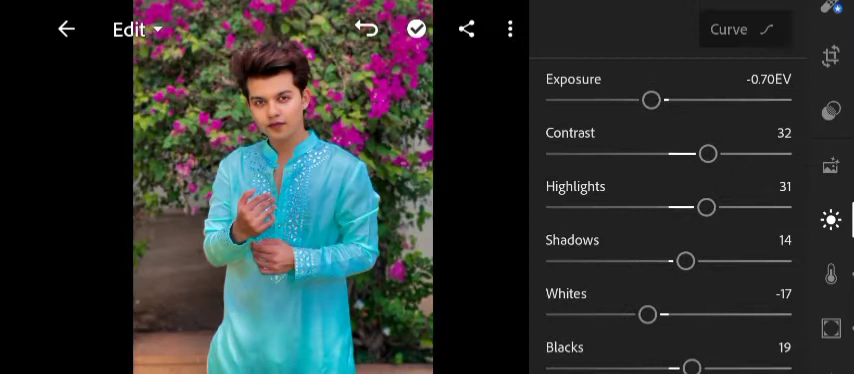 Edit
Curve
Exposure -0.70EV
Contrast 32
Highlights 31
Shadows 14
Whites -17
Blacks 19